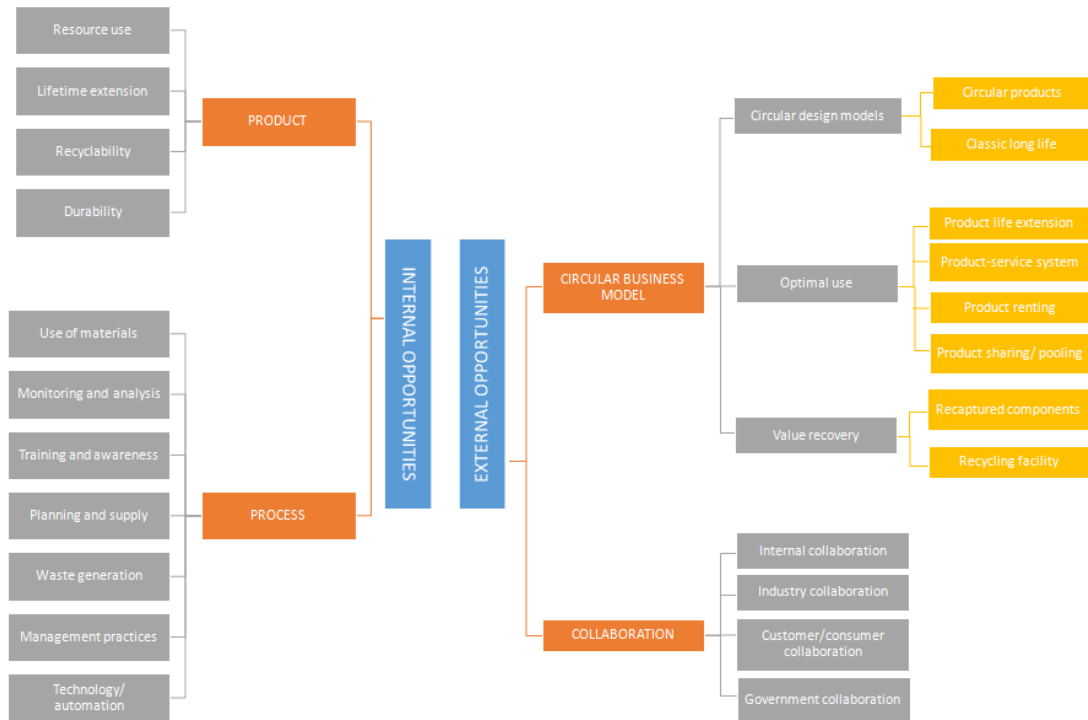 Resource use
Lifetime extension
Recyclability
Durability
PRODUCT
Use of materials
Monitoring and analysis
Training and awareness
Planning and supply
Waste generation
Management practices
Technology/
automation
PROCESS
INTERNAL OPPORTUNITIES
EXTERNAL OPPORTUNITIES
CIRCULAR BUSINESS
MODEL
Circular design models
Circular products
Classic long life
Optimal use
Product life extension
Product-service system
Product renting
Product sharing/ pooling
Value recovery
Recaptured components
Recycling facility
COLLABORATION
Internal collaboration
Industry collaboration
Customer/consumer
collaboration
Government collaboration